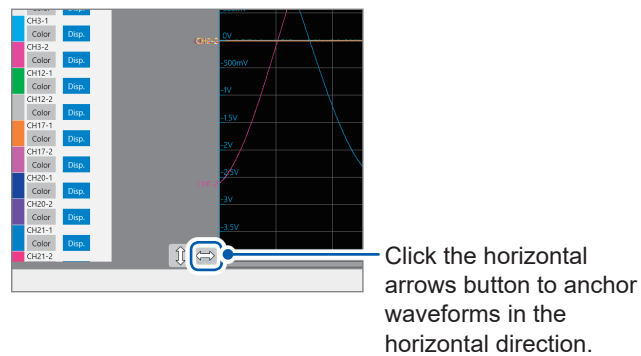 CH3-1
Color Disp.
CH3-2
Color Disp.
CH12-1
Color Disp.
CH12-2
Color Disp.
CH17-1
Color Disp.
CH17-2
Color Disp.
CH20-1
Color Disp.
CH20-2
Color Disp.
CH21-1
Color Disp.
CH21-2
0V
-500mV
-1V
-1.5V
-2V
-2.5V
-3V
-3.5V
Click the horizontal
arrows button to anchor
waveforms in the
horizontal direction.